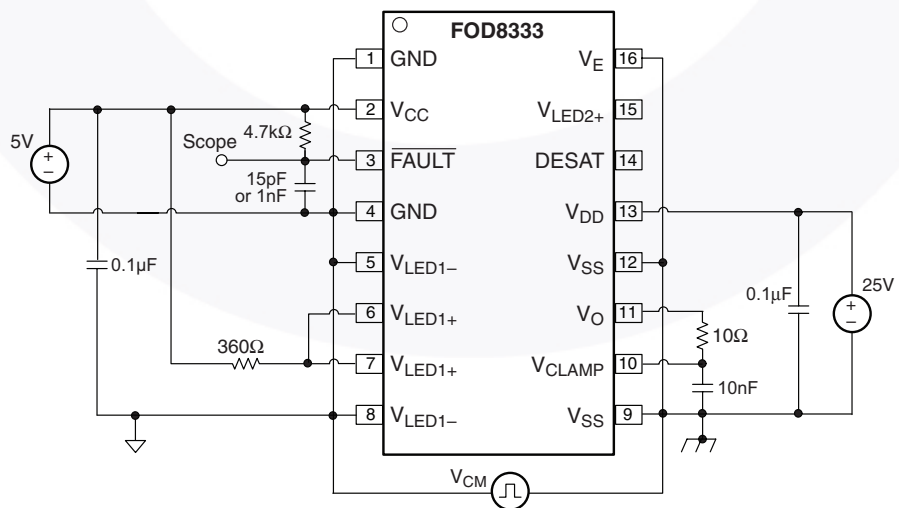 FOD8333
1 GND
VE 16
2 VCC
VLED2+ 15
4.7kΩ
5V
+
−
Scope
3 FAULT
DESAT 14
15pF
or 1nF
4 GND
VDD 13
5 VLED1−
VSS 12
0.1µF
0.1µF
25V
+
−
6 VLED1+
VO 11
10Ω
360Ω
7 VLED1+
VCLAMP 10
10nF
8 VLED1−
VSS 9
VCM